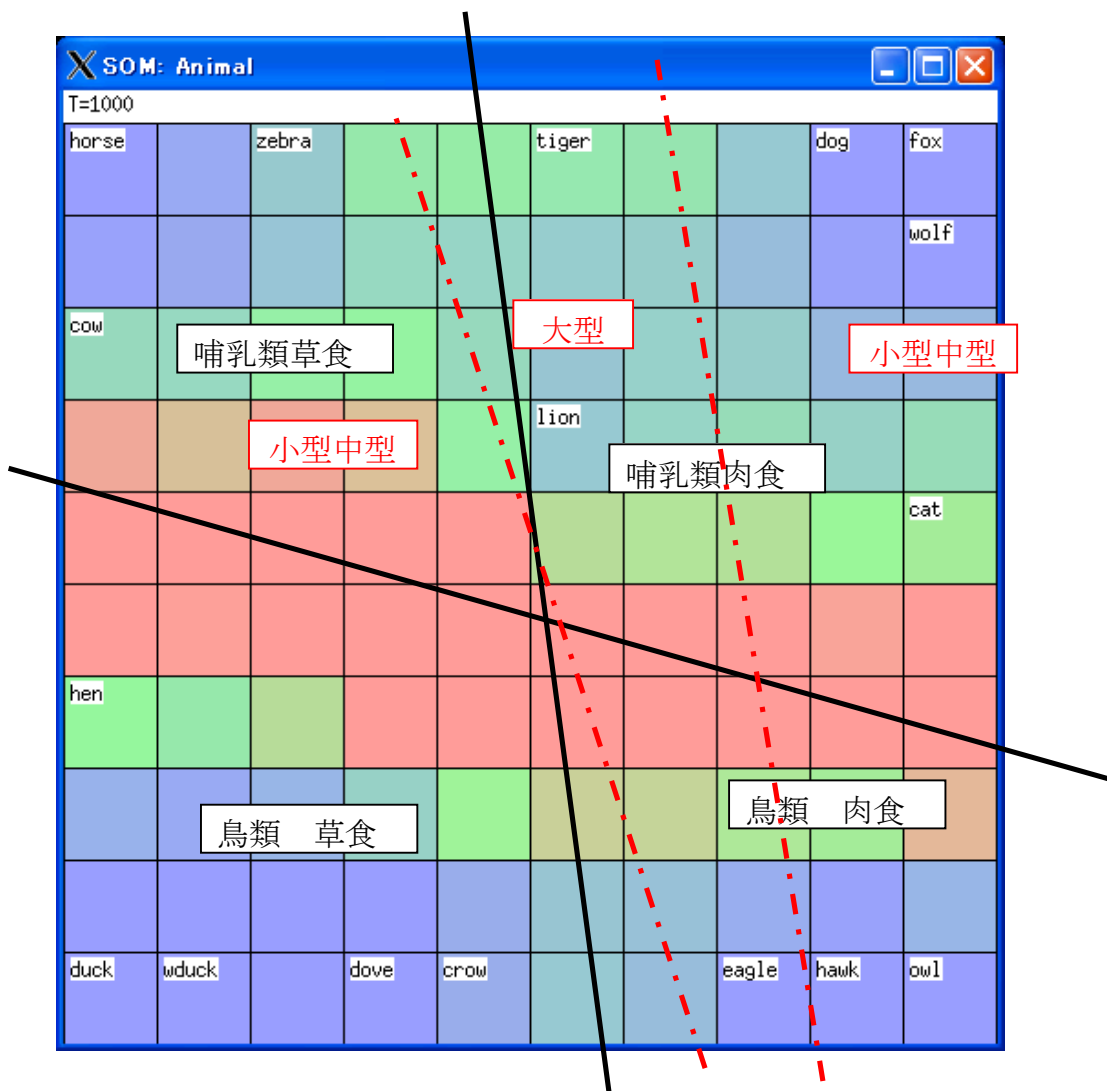 SOM: Animal
T=1000
horse zebra tiger dog fox
wolf
大型
cow 哺乳類草食 小型中型
lion
小型中型
哺乳類肉食
cat
hen
鳥類 草食 鳥類 肉食
duck wduck dove crow eagle hawk owl